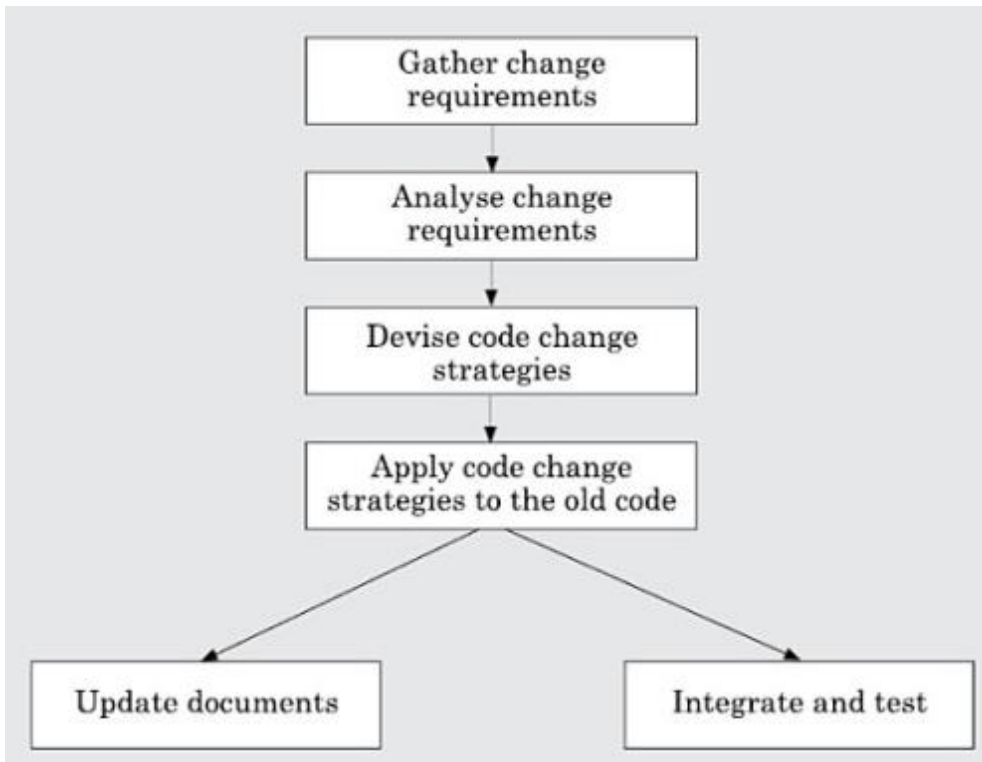 Gather change
requirements
Analyse change
requirements
Devise code change
strategies
Apply code change
strategies to the old code
Update documents
Integrate and test